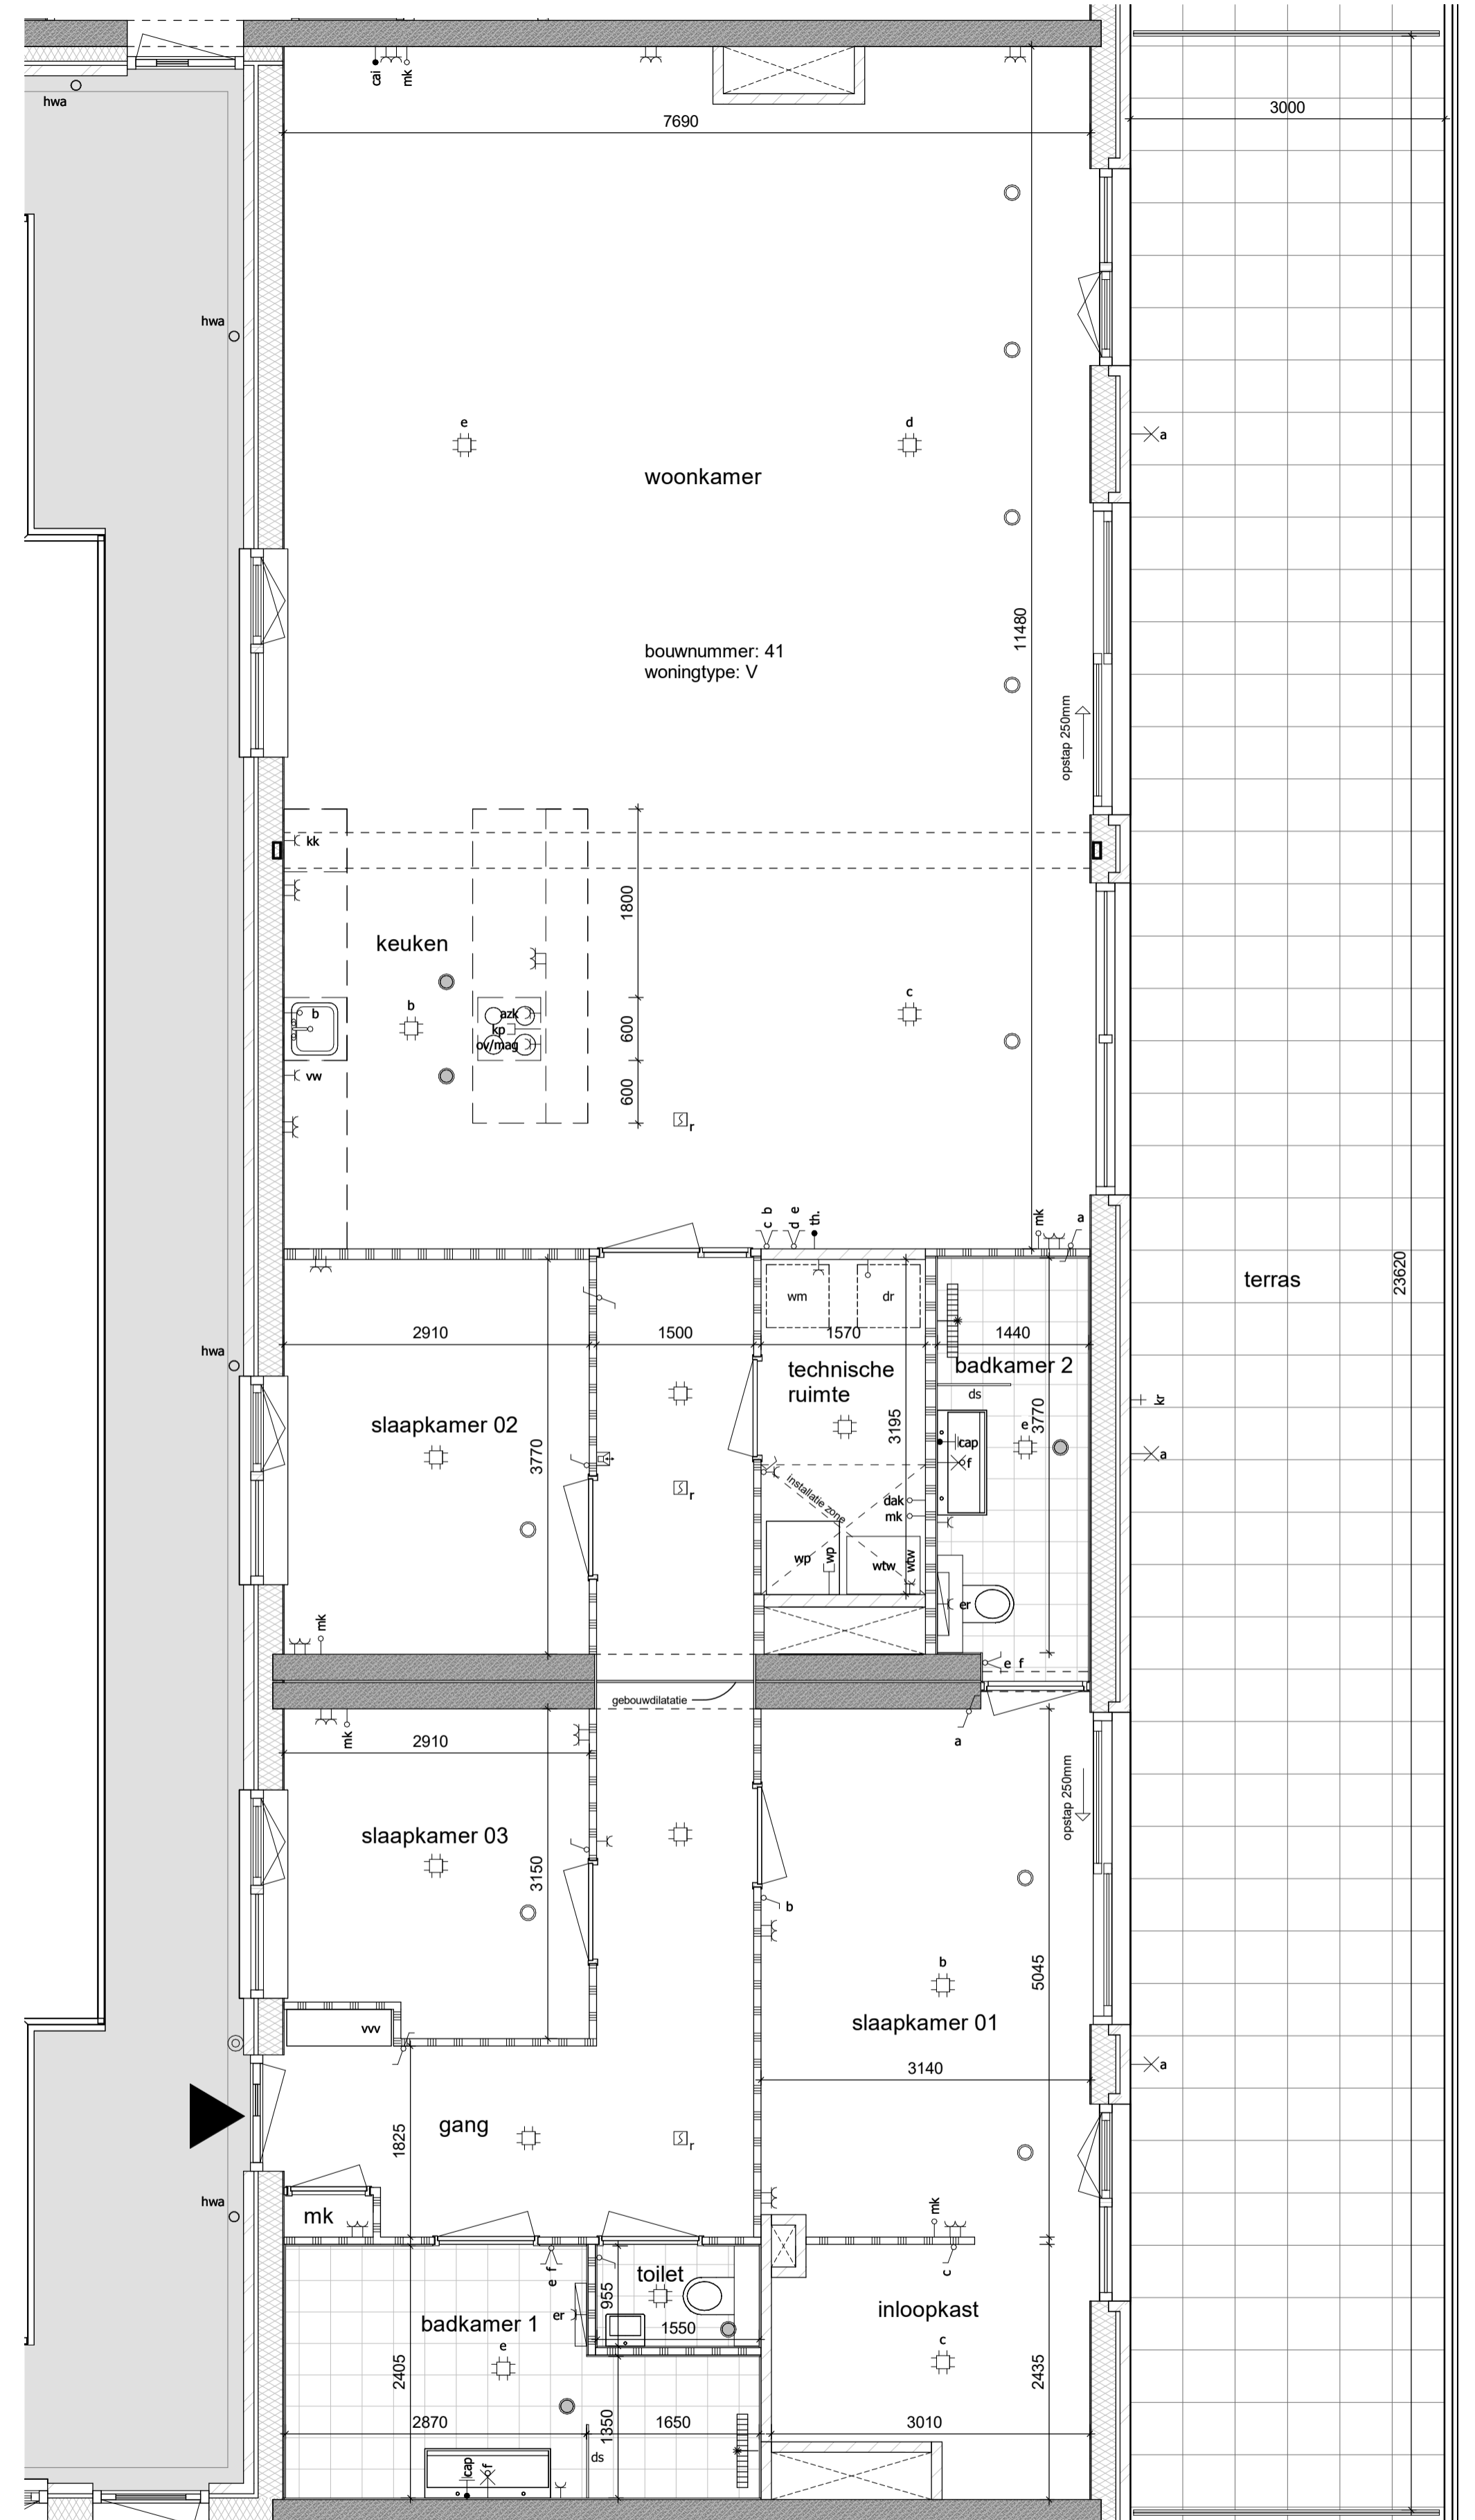 cai
mk
hwa
7690
3000
hwa
e
d
a
woonkamer
11480
bouwnummer: 41
woningtype: V
opstap 250mm
kk
1800
keuken
b
b
azk
kp
ov/mag
c
600
vw
600
r
c b
d e
th.
mk
a
terras
23620
wm
dr
2910
1500
1570
1440
hwa
technische
ruimte
badkamer 2
ds
kr
slaapkamer 02
3770
3195
3770
e
cap
f
a
r
installatie zone
dak
mk
wp
wp
wtw
wtw
er
mk
e f
gebouwdilatatie
mk
2910
a
opstap 250mm
slaapkamer 03
3150
b
b
5045
slaapkamer 01
vvv
3140
a
gang
1825
r
hwa
mk
mk
c
e f
toilet
955
er
badkamer 1
1550
inloopkast
e
c
2405
2435
2870
1350
1650
3010
ds
cap
f